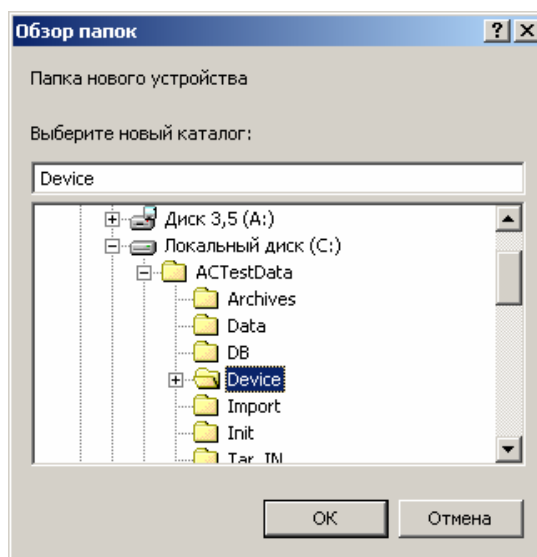 Обзор папок
Папка нового устройства
Выберите новый каталог:
Device
Диск 3,5 (A:)
Локальный диск (C:)
ACTestData
Archives
Data
DB
Device
Import
Init
Tar_IN
OK
Отмена